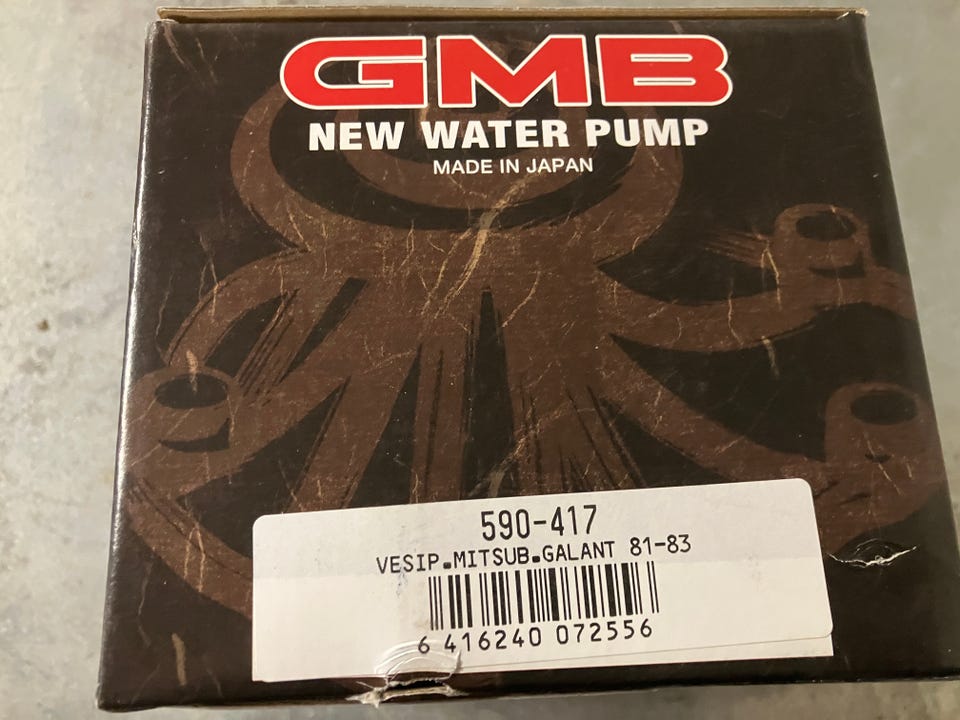 GMB
NEW WATER PUMP
MADE IN JAPAN
590-417
VESIP.MITSUB.GALANT 81-83
6 416240 072556